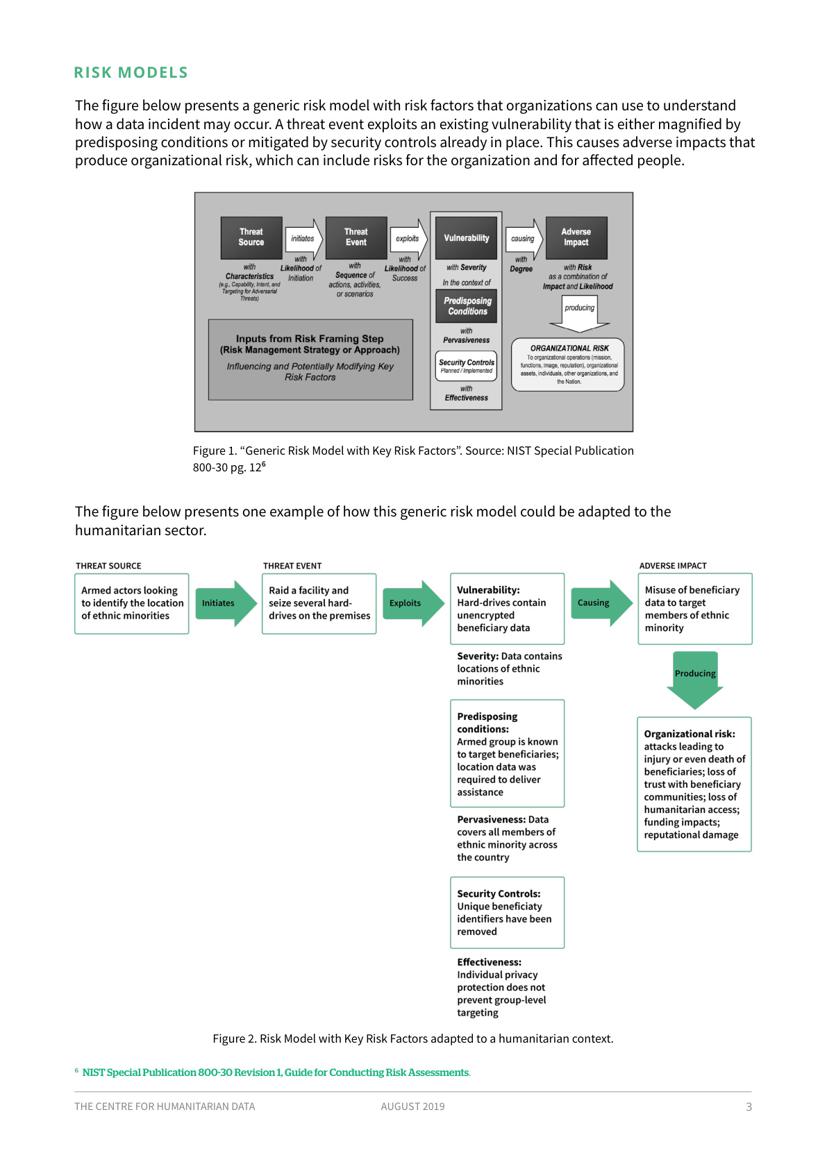 RISK MODELS
The figure below presents a generic risk model with risk factors that organizations can use to understand
how a data incident may occur. A threat event exploits an existing vulnerability that is either magnified by
predisposing conditions or mitigated by security controls already in place. This causes adverse impacts that
produce organizational risk, which can include risks for the organization and for affected people.
Threat
Source
with
Characteristics
(e.g., Capability, Intent, and
Targeting for Adversarial
Threats)
initiates
with
Likelihood of
Initiation
Threat
Event
with
Sequence of
actions, activities,
or scenarios
exploits
with
Likelihood of
Success
Vulnerability
with Severity
In the context of
Predisposing
Conditions
with
Pervasiveness
Security Controls
Planned / Implemented
with
Effectiveness
causing
with
Degree
Adverse
Impact
with Risk
as a combination of
Impact and Likelihood
producing
ORGANIZATIONAL RISK
To organizational operations (mission,
functions, image, reputation), organizational
assets, individuals, other organizations, and
the Nation.
Inputs from Risk Framing Step
(Risk Management Strategy or Approach)
Influencing and Potentially Modifying Key
Risk Factors
Figure 1. “Generic Risk Model with Key Risk Factors”. Source: NIST Special Publication
800-30 pg. 12⁶
The figure below presents one example of how this generic risk model could be adapted to the
humanitarian sector.
THREAT SOURCE
Armed actors looking
to identify the location
of ethnic minorities
Initiates
THREAT EVENT
Raid a facility and
seize several hard-
drives on the premises
Exploits
Vulnerability:
Hard-drives contain
unencrypted
beneficiary data
Severity: Data contains
locations of ethnic
minorities
Predisposing
conditions:
Armed group is known
to target beneficiaries;
location data was
required to deliver
assistance
Pervasiveness: Data
covers all members of
ethnic minority across
the country
Security Controls:
Unique beneficiaty
identifiers have been
removed
Effectiveness:
Individual privacy
protection does not
prevent group-level
targeting
Causing
ADVERSE IMPACT
Misuse of beneficiary
data to target
members of ethnic
minority
Producing
Organizational risk:
attacks leading to
injury or even death of
beneficiaries; loss of
trust with beneficiary
communities; loss of
humanitarian access;
funding impacts;
reputational damage
Figure 2. Risk Model with Key Risk Factors adapted to a humanitarian context.
⁶ NIST Special Publication 800-30 Revision 1, Guide for Conducting Risk Assessments.
THE CENTRE FOR HUMANITARIAN DATA AUGUST 2019 3